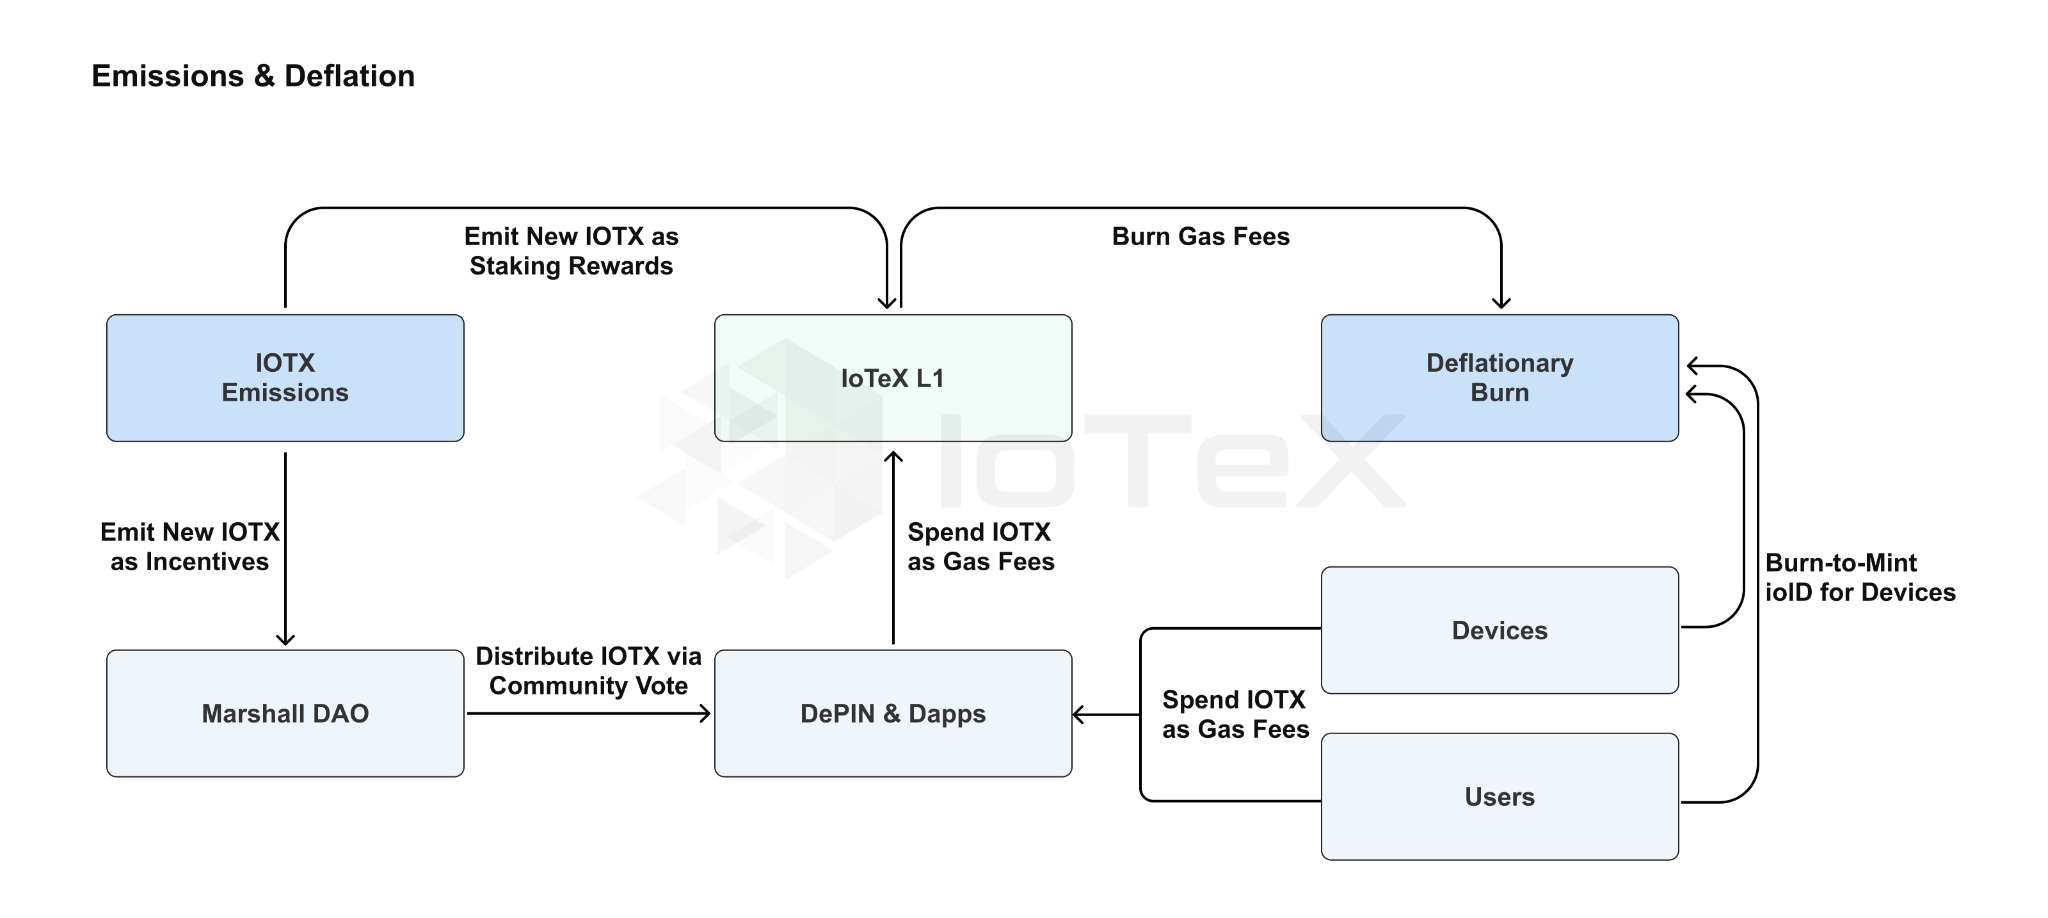 Emissions & Deflation
Emit New IOTX as
Staking Rewards
Burn Gas Fees
IOTX
Emissions
IoTeX L1
Deflationary
Burn
IoTeX
Emit New IOTX
as Incentives
Spend IOTX
as Gas Fees
Burn-to-Mint
ioID for Devices
Devices
Distribute IOTX via
Community Vote
Marshall DAO
DePIN & Dapps
Spend IOTX
as Gas Fees
Users